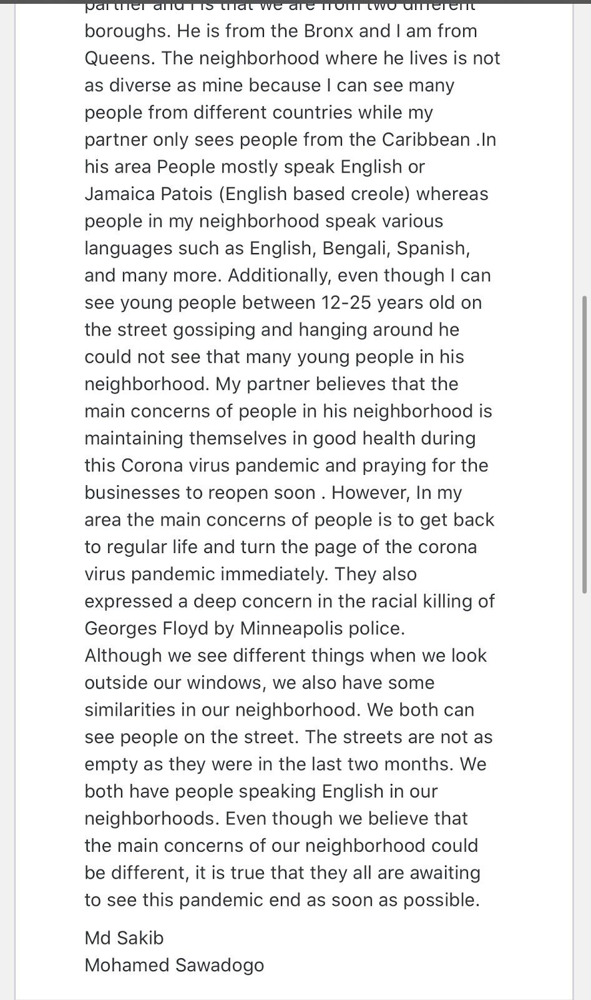 partner and I is that we are from two different
boroughs. He is from the Bronx and I am from
Queens. The neighborhood where he lives is not
as diverse as mine because I can see many
people from different countries while my
partner only sees people from the Caribbean .In
his area People mostly speak English or
Jamaica Patois (English based creole) whereas
people in my neighborhood speak various
languages such as English, Bengali, Spanish,
and many more. Additionally, even though I can
see young people between 12-25 years old on
the street gossiping and hanging around he
could not see that many young people in his
neighborhood. My partner believes that the
main concerns of people in his neighborhood is
maintaining themselves in good health during
this Corona virus pandemic and praying for the
businesses to reopen soon . However, In my
area the main concerns of people is to get back
to regular life and turn the page of the corona
virus pandemic immediately. They also
expressed a deep concern in the racial killing of
Georges Floyd by Minneapolis police.
Although we see different things when we look
outside our windows, we also have some
similarities in our neighborhood. We both can
see people on the street. The streets are not as
empty as they were in the last two months. We
both have people speaking English in our
neighborhoods. Even though we believe that
the main concerns of our neighborhood could
be different, it is true that they all are awaiting
to see this pandemic end as soon as possible.
Md Sakib
Mohamed Sawadogo